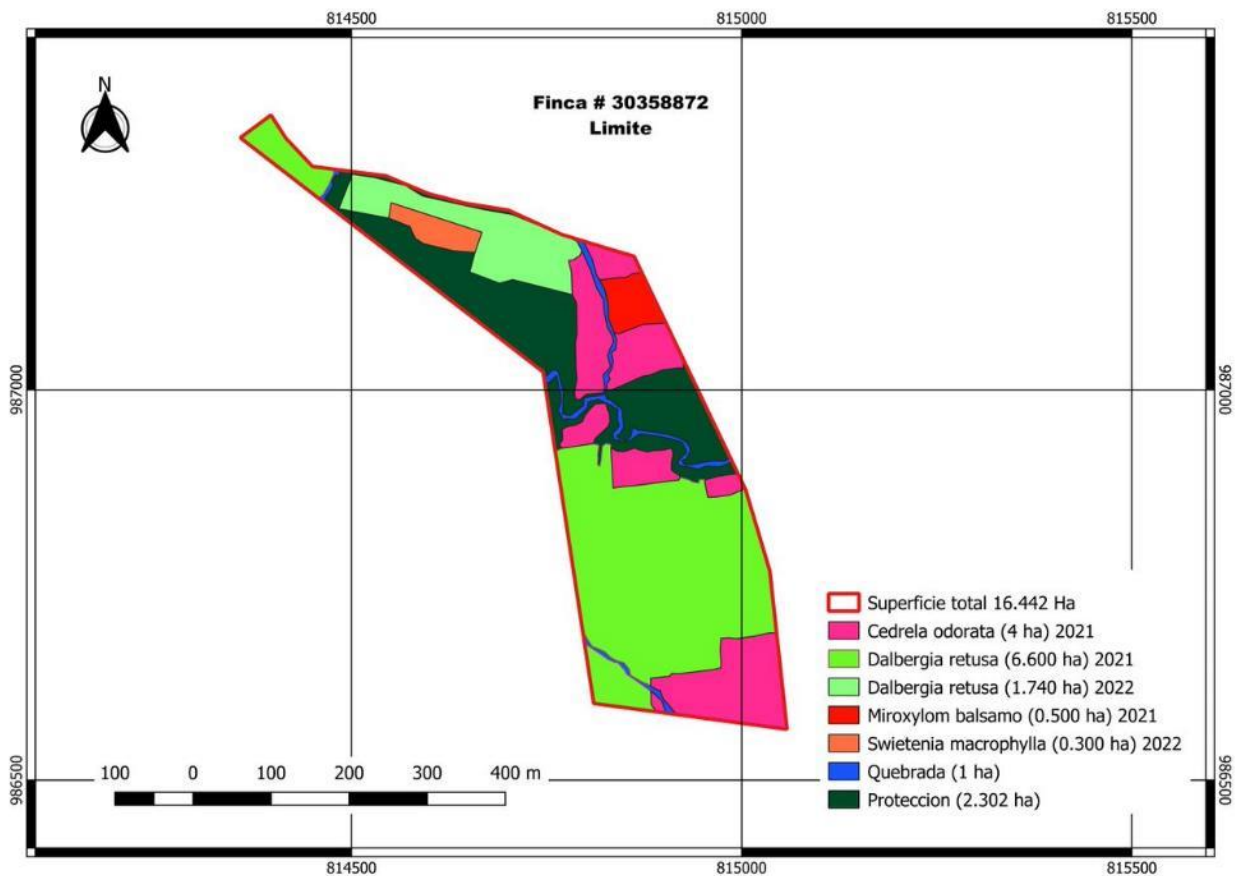 814500
815000
815500
N
Finca # 30358872
Limite
987000
987000
Superficie total 16.442 Ha
Cedrela odorata (4 ha) 2021
Dalbergia retusa (6.600 ha) 2021
Dalbergia retusa (1.740 ha) 2022
Miroxylom balsamo (0.500 ha) 2021
Swietenia macrophylla (0.300 ha) 2022
Quebrada (1 ha)
Proteccion (2.302 ha)
100 0 100 200 300 400 m
986500
986500
814500
815000
815500